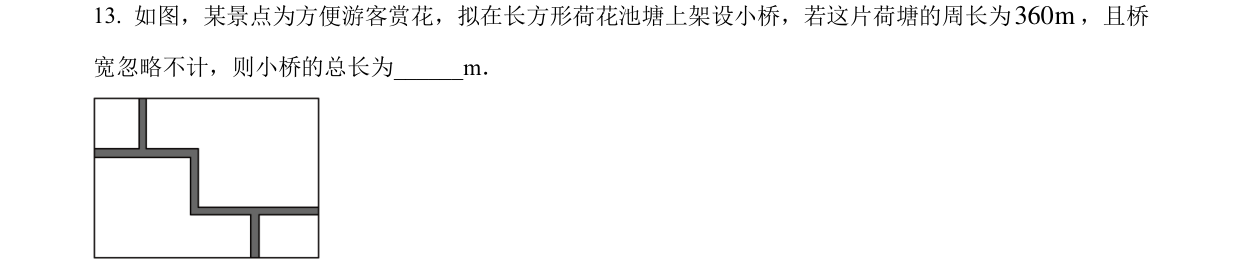 13. 如图，某景点为方便游客赏花，拟在长方形荷花池塘上架设小桥，若这片荷塘的周长为360m，且桥
宽忽略不计，则小桥的总长为______m．